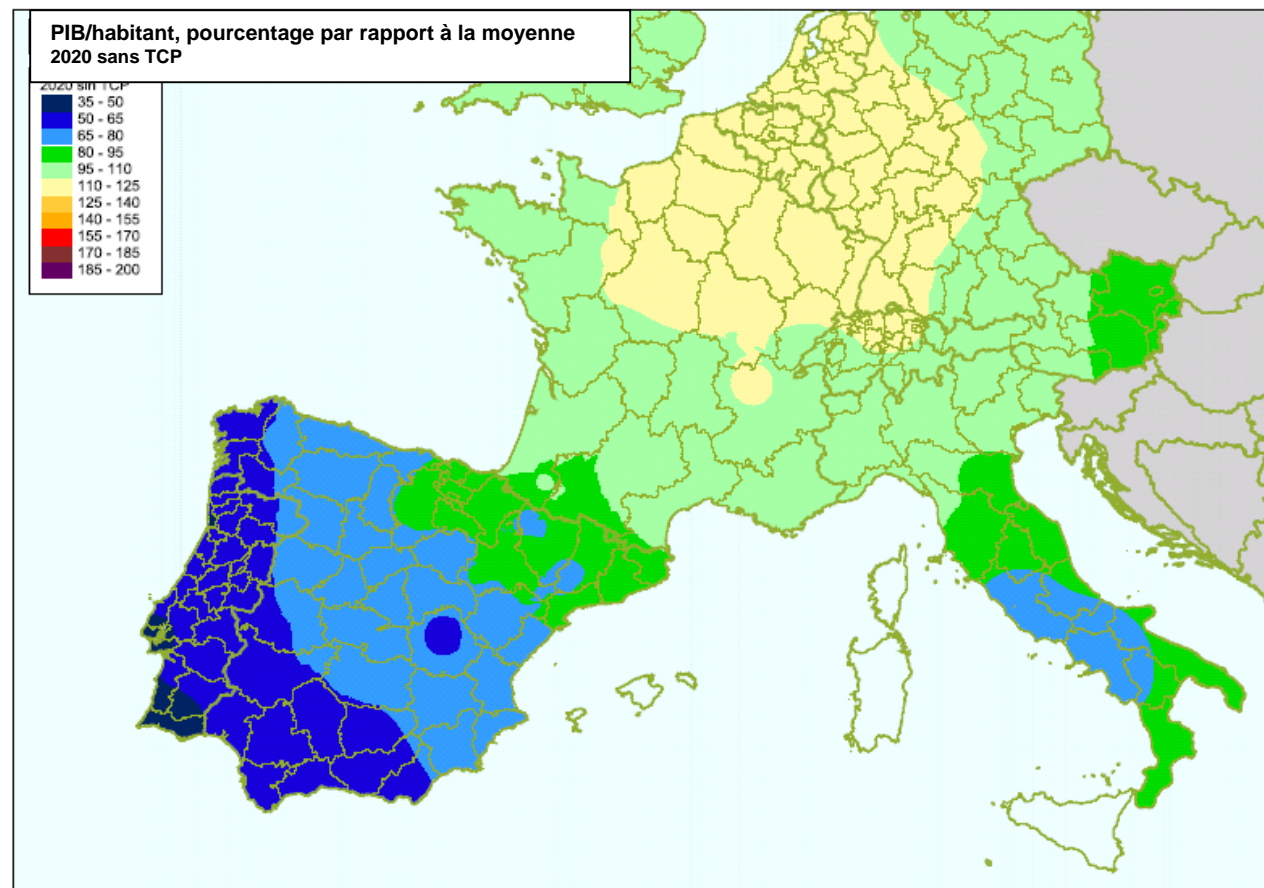 PIB/habitant, pourcentage par rapport à la moyenne
2020 sans TCP
2020 sin TCP
35 - 50
50 - 65
65 - 80
80 - 95
95 - 110
110 - 125
125 - 140
140 - 155
155 - 170
170 - 185
185 - 200